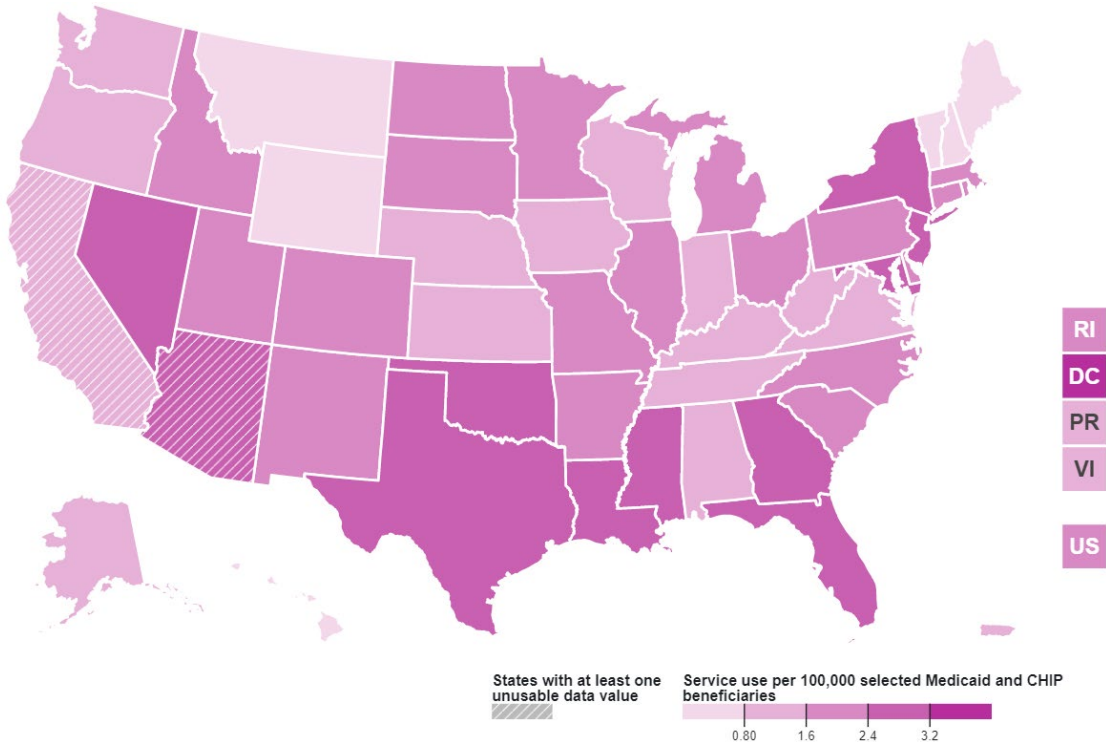 RI
DC
PR
VI
US
States with at least one
unusable data value
Service use per 100,000 selected Medicaid and CHIP
beneficiaries
0.80 1.6 2.4 3.2